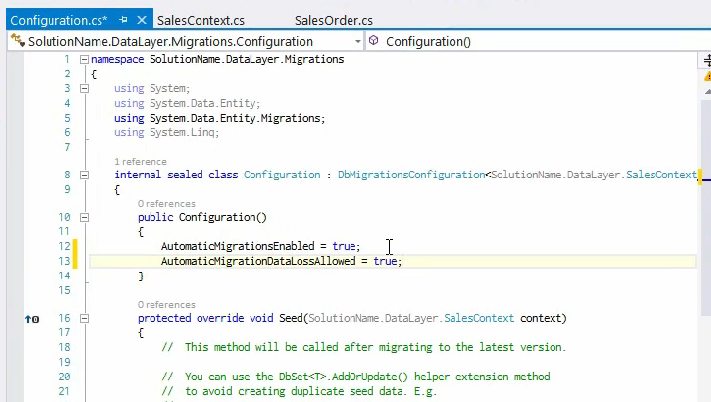 Configuration.cs* SalesContext.cs SalesOrder.cs
SolutionName.DataLayer.Migrations.Configuration Configuration()
1 namespace SolutionName.DataLayer.Migrations
2 {
3 using System;
4 using System.Data.Entity;
5 using System.Data.Entity.Migrations;
6 using System.Linq;
7
1 reference
8 internal sealed class Configuration : DbMigrationsConfiguration<SolutionName.DataLayer.SalesContext
9 {
0 references
10 public Configuration()
11 {
12 AutomaticMigrationsEnabled = true;
13 AutomaticMigrationDataLossAllowed = true;
14 }
15
0 references
16 protected override void Seed(SolutionName.DataLayer.SalesContext context)
17 {
18 // This method will be called after migrating to the latest version.
19
20 // You can use the DbSet<T>.AddOrUpdate() helper extension method
21 // to avoid creating duplicate seed data. E.g.